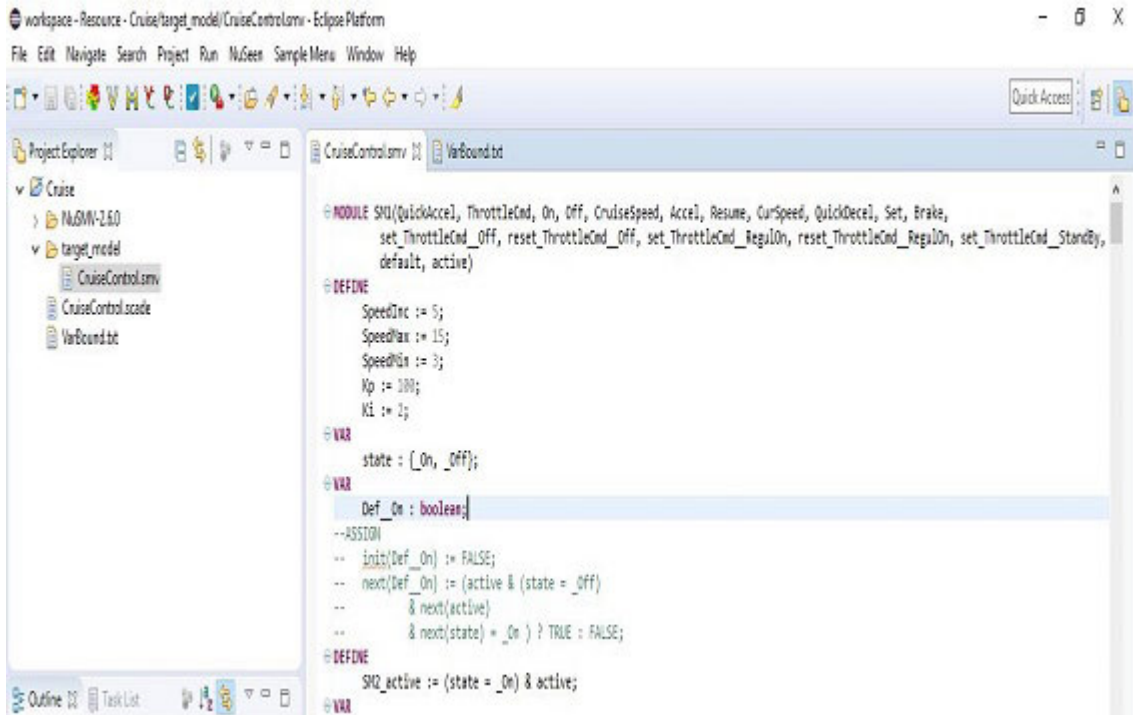 workspace - Resource - Cruise/target_model/CruiseControl.smv - Eclipse Platform
File Edit Navigate Search Project Run NuSeen Sample Menu Window Help
Quick Access
Project Explorer
CruiseControl.smv
VarBound.txt
Cruise
NuSMV-2.6.0
target_model
CruiseControl.smv
CruiseControl.scade
VarBound.txt
MODULE SM1(QuickAccel, ThrottleCmd, On, Off, CruiseSpeed, Accel, Resume, CurSpeed, QuickDecel, Set, Brake,
set_ThrottleCmd__Off, reset_ThrottleCmd__Off, set_ThrottleCmd__RegulOn, reset_ThrottleCmd__RegulOn, set_ThrottleCmd__StandBy,
default, active)
DEFINE
SpeedInc := 5;
SpeedMax := 15;
SpeedMin := 3;
Kp := 100;
Ki := 2;
VAR
state : {_On, _Off};
VAR
Def__On : boolean;
--ASSIGN
-- init(Def__On) := FALSE;
-- next(Def__On) := (active & (state = _Off)
-- & next(active)
-- & next(state) = _On ) ? TRUE : FALSE;
DEFINE
SM2_active := (state = _On) & active;
VAR
Outline
Task List